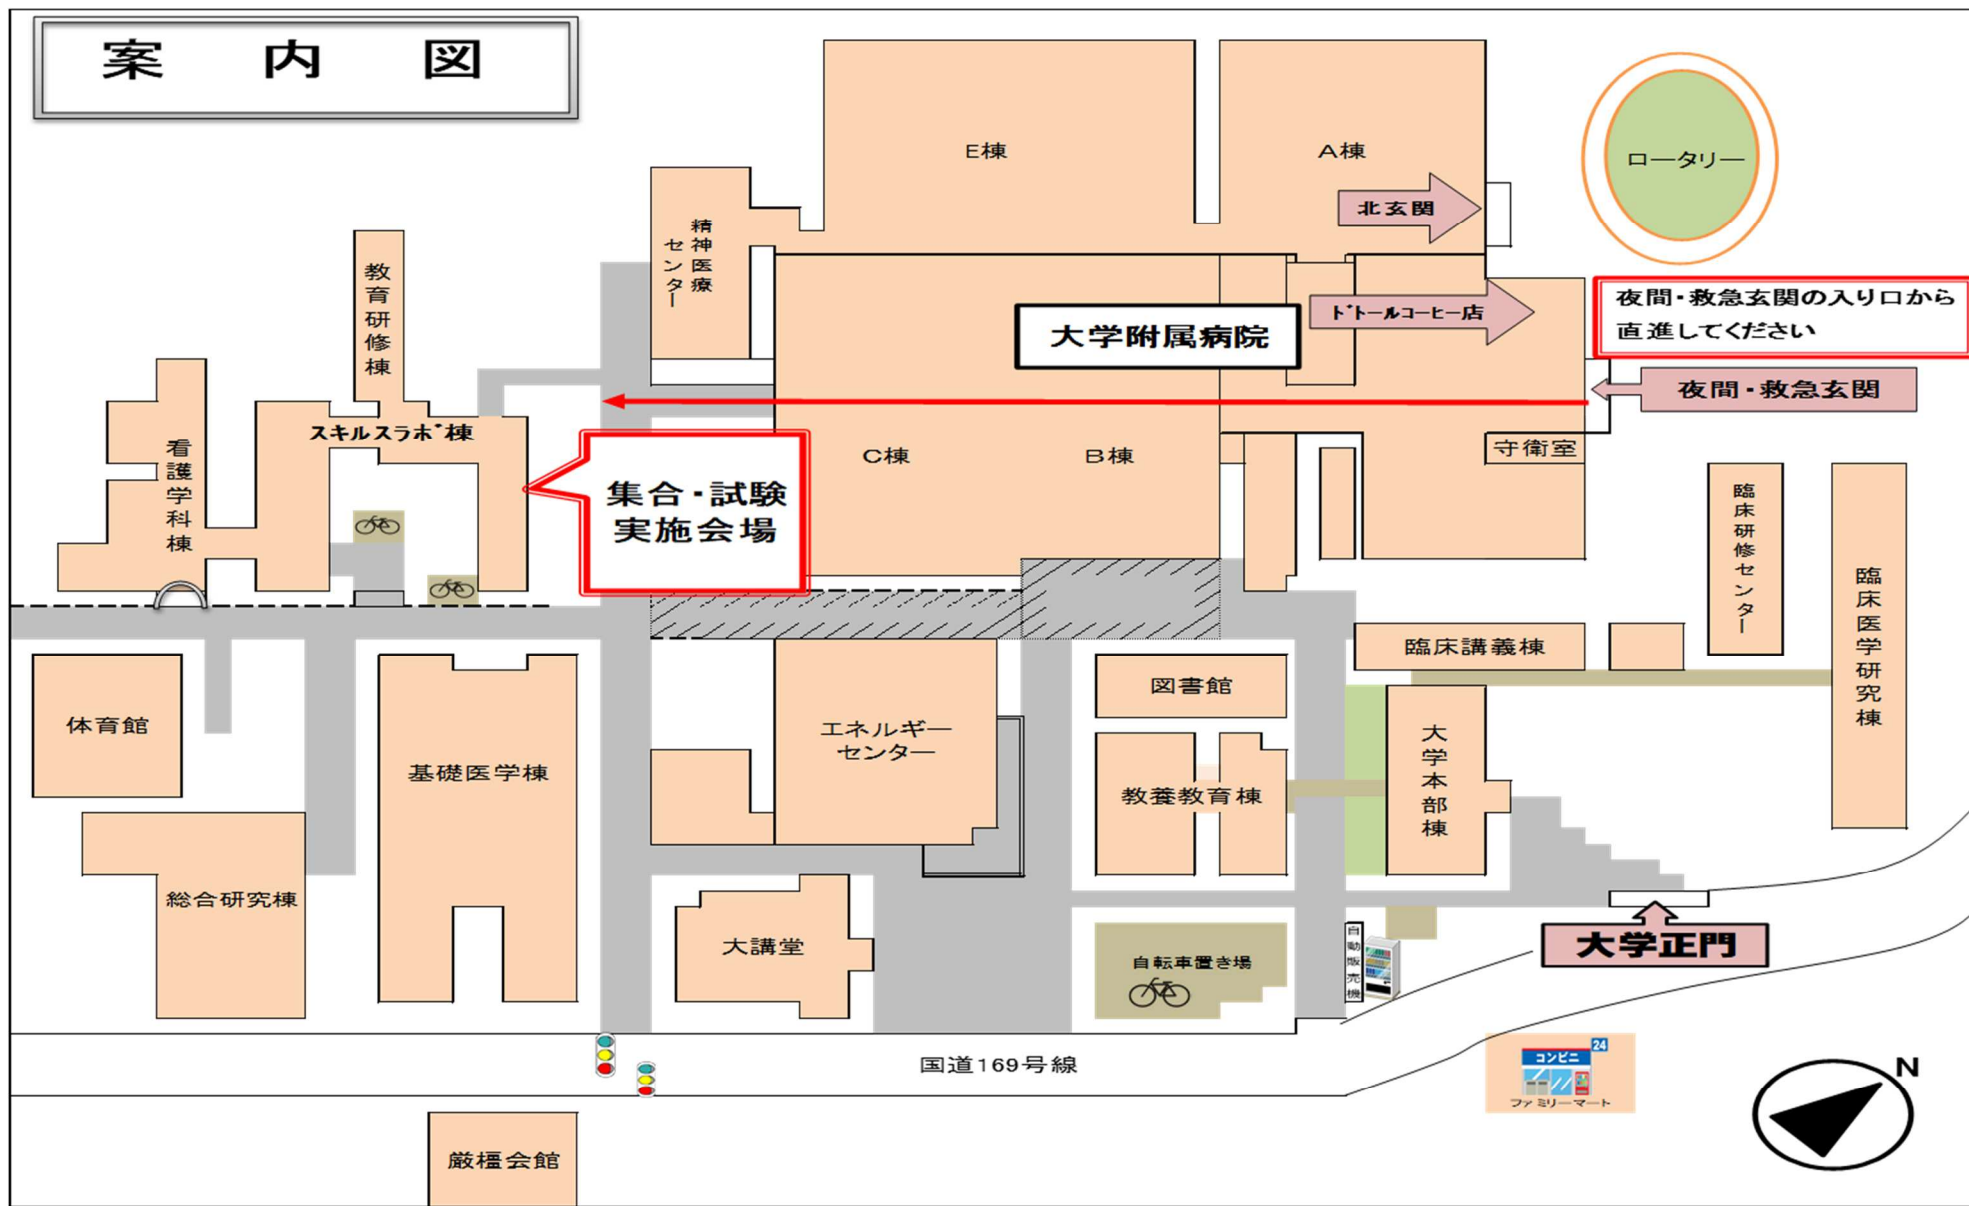 案 内 図
E棟
A棟
ロータリー
北玄関
精神医療
センター
教育研修棟
ドトールコーヒー店
夜間・救急玄関の入り口から
直進してください
大学附属病院
夜間・救急玄関
スキルスラボ棟
看護学科棟
C棟
B棟
守衛室
集合・試験
実施会場
臨床研修センター
臨床医学研究棟
臨床講義棟
図書館
体育館
基礎医学棟
エネルギー
センター
教養教育棟
大学本部棟
総合研究棟
大講堂
自転車置き場
自動販売機
大学正門
国道169号線
24
コンビニ
ファミリーマート
N
厳橿会館